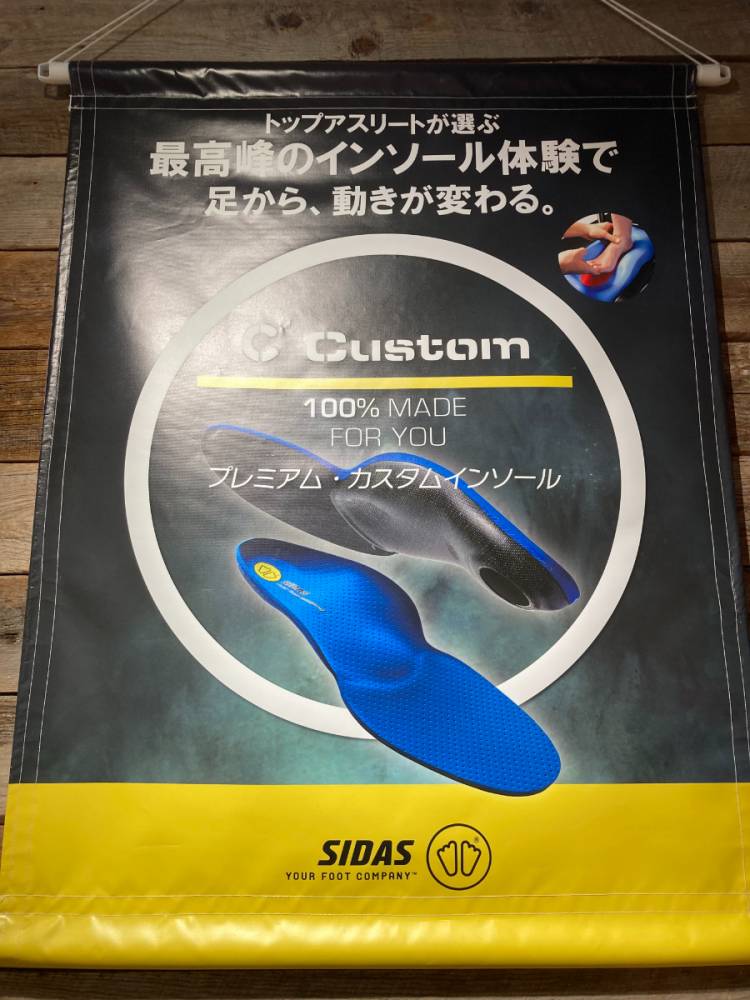 トップアスリートが選ぶ
最高峰のインソール体験で
足から、動きが変わる。
C Custom
100% MADE
FOR YOU
プレミアム・カスタムインソール
SIDAS
SIDAS
YOUR FOOT COMPANY™